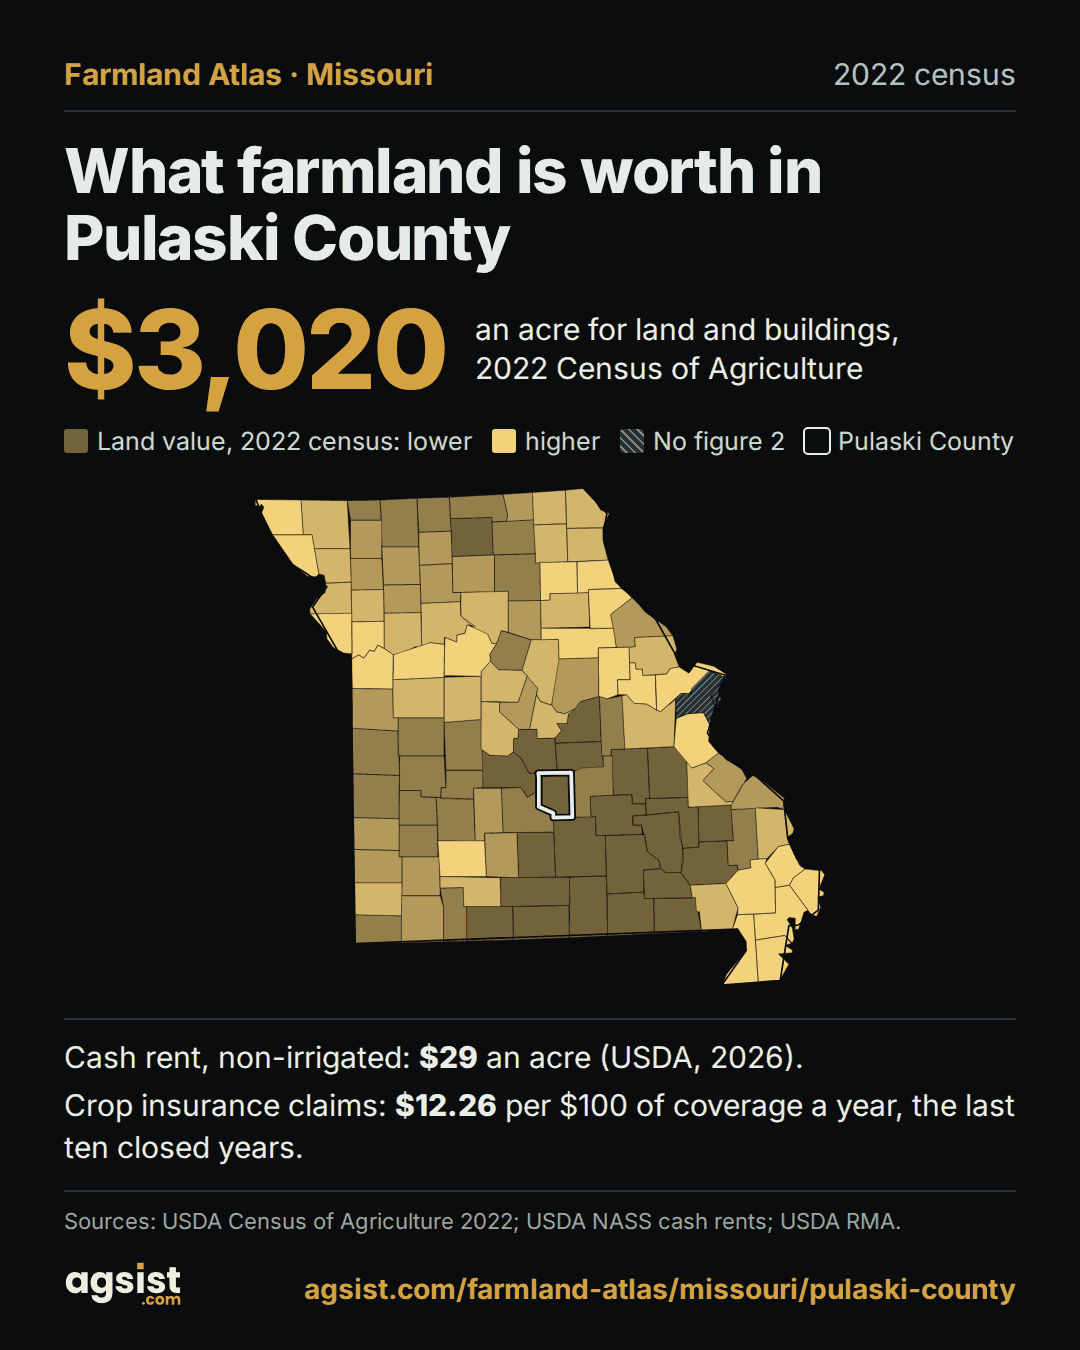 Farmland Atlas · Missouri
2022 census
What farmland is worth in
Pulaski County
$3,020
an acre for land and buildings,
2022 Census of Agriculture
Land value, 2022 census: lower
higher
No figure 2
Pulaski County
Cash rent, non-irrigated: $29 an acre (USDA, 2026).
Crop insurance claims: $12.26 per $100 of coverage a year, the last
ten closed years.
Sources: USDA Census of Agriculture 2022; USDA NASS cash rents; USDA RMA.
agsist
.com
agsist.com/farmland-atlas/missouri/pulaski-county